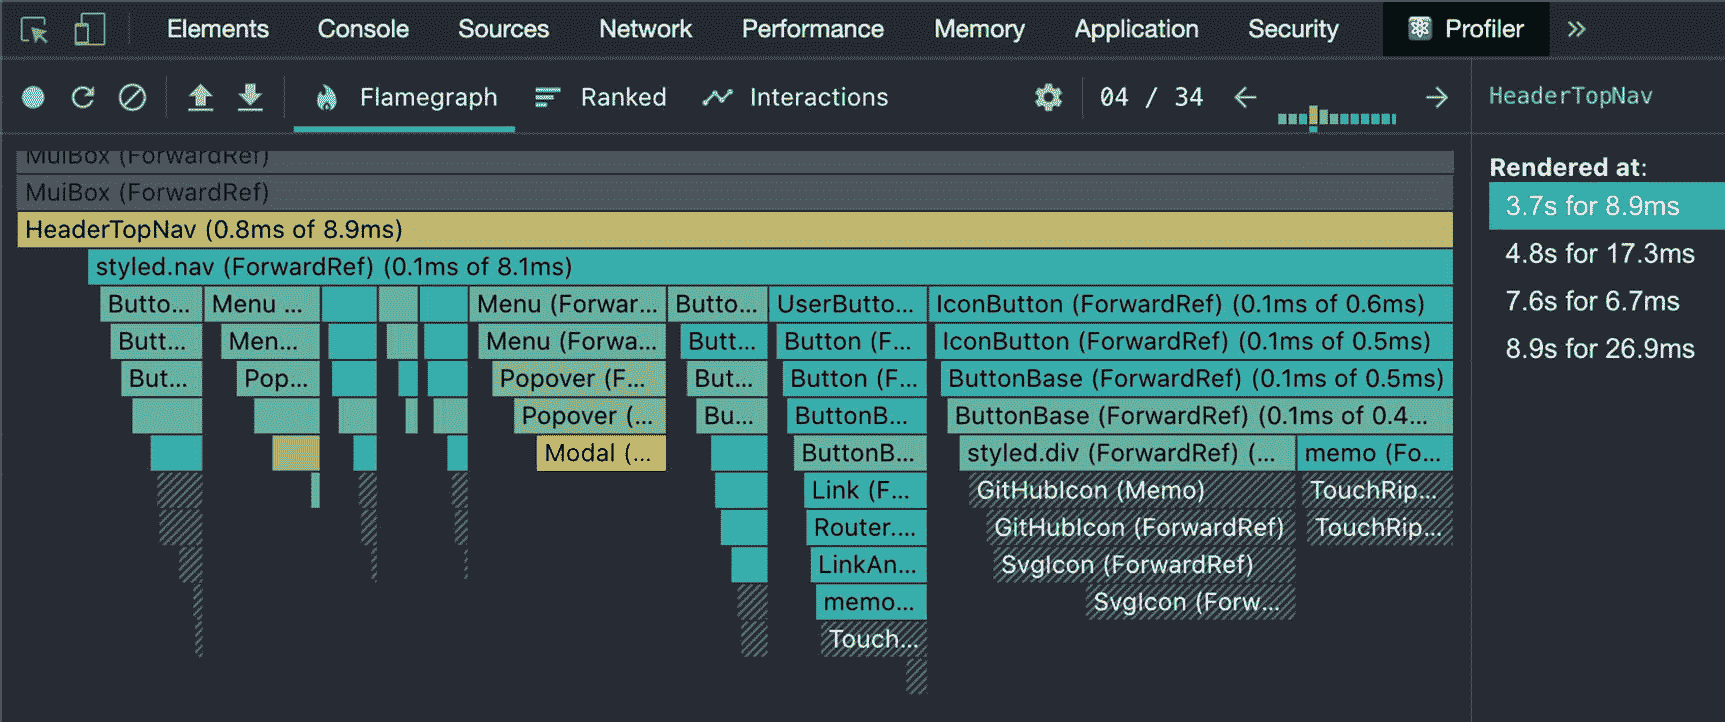 Elements Console Sources Network Performance Memory Application Security Profiler »
Flamegraph Ranked Interactions 04 / 34 HeaderTopNav
MuiBox (ForwardRef)
MuiBox (ForwardRef)
HeaderTopNav (0.8ms of 8.9ms)
styled.nav (ForwardRef) (0.1ms of 8.1ms)
Butto... Menu ... Menu (Forwar... Butto... UserButto... IconButton (ForwardRef) (0.1ms of 0.6ms)
Butt... Men... Menu (Forwa... Butt... Button (F... IconButton (ForwardRef) (0.1ms of 0.5ms)
But... Pop... Popover (F... But... Button (F... ButtonBase (ForwardRef) (0.1ms of 0.5ms)
Popover (... Bu... ButtonB... ButtonBase (ForwardRef) (0.1ms of 0.4...
Modal (... ButtonB... styled.div (ForwardRef) (... memo (Fo...
Link (F... GitHubIcon (Memo) TouchRip...
Router.... GitHubIcon (ForwardRef) TouchRip...
LinkAn... SvgIcon (ForwardRef)
memo... SvgIcon (Forw...
Touch...
Rendered at:
3.7s for 8.9ms
4.8s for 17.3ms
7.6s for 6.7ms
8.9s for 26.9ms